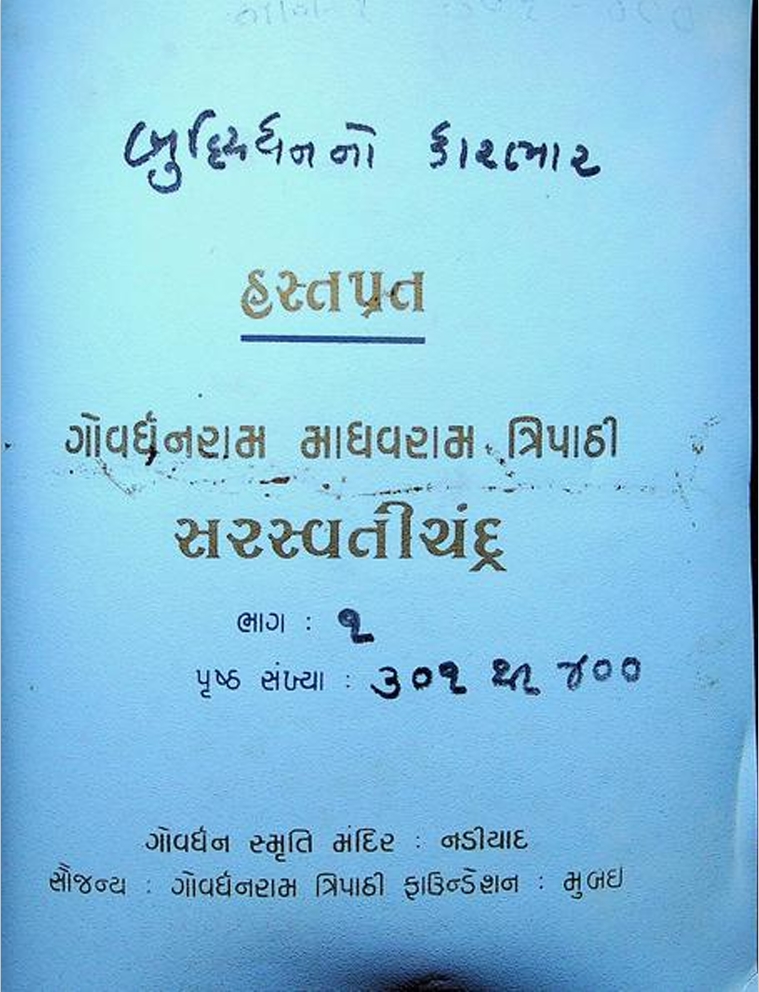 બુદ્ધિધનનો કારભાર
હસ્તપ્રત
ગોવર્ધનરામ માધવરામ ત્રિપાઠી
સરસ્વતીચંદ્ર
ભાગ : ૧
પૃષ્ઠ સંખ્યા : ૩૦૧ થી ૪૦૦
ગોવર્ધન સ્મૃતિ મંદિર : નડીયાદ
સૌજન્ય : ગોવર્ધનરામ ત્રિપાઠી ફાઉન્ડેશન : મુબઇ